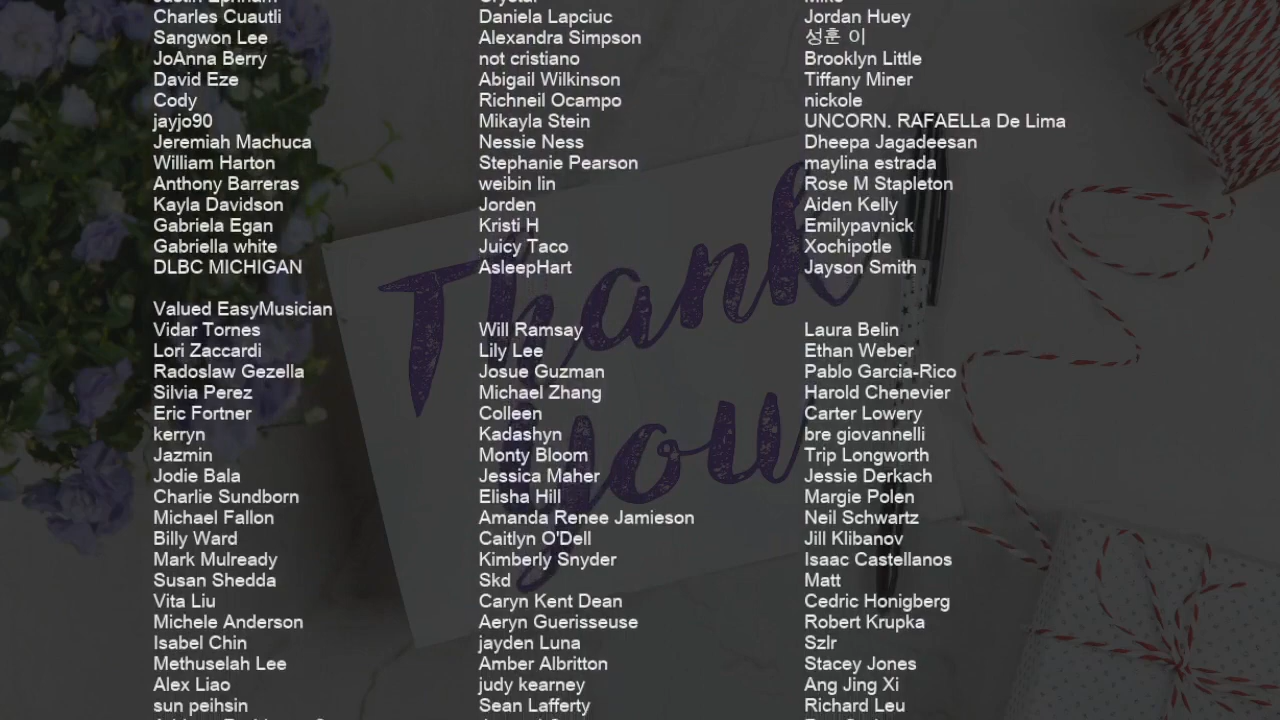 Charles Cuautli
Sangwon Lee
JoAnna Berry
David Eze
Cody
jayjo90
Jeremiah Machuca
William Harton
Anthony Barreras
Kayla Davidson
Gabriela Egan
Gabriella white
DLBC MICHIGAN
Crystal
Daniela Lapciuc
Alexandra Simpson
not cristiano
Abigail Wilkinson
Richneil Ocampo
Mikayla Stein
Nessie Ness
Stephanie Pearson
weibin lin
Jorden
Kristi H
Juicy Taco
AsleepHart
Jordan Huey
성훈 이
Brooklyn Little
Tiffany Miner
nickole
UNCORN. RAFAELLa De Lima
Dheepa Jagadeesan
maylina estrada
Rose M Stapleton
Aiden Kelly
Emilypavnick
Xochipotle
Jayson Smith
Valued EasyMusician
Vidar Tornes
Lori Zaccardi
Radoslaw Gezella
Silvia Perez
Eric Fortner
kerryn
Jazmin
Jodie Bala
Charlie Sundborn
Michael Fallon
Billy Ward
Mark Mulready
Susan Shedda
Vita Liu
Michele Anderson
Isabel Chin
Methuselah Lee
Alex Liao
sun peihsin
Will Ramsay
Lily Lee
Josue Guzman
Michael Zhang
Colleen
Kadashyn
Monty Bloom
Jessica Maher
Elisha Hill
Amanda Renee Jamieson
Caitlyn O'Dell
Kimberly Snyder
Skd
Caryn Kent Dean
Aeryn Guerisseuse
jayden Luna
Amber Albritton
judy kearney
Sean Lafferty
Laura Belin
Ethan Weber
Pablo Garcia-Rico
Harold Chenevier
Carter Lowery
bre giovannelli
Trip Longworth
Jessie Derkach
Margie Polen
Neil Schwartz
Jill Klibanov
Isaac Castellanos
Matt
Cedric Honigberg
Robert Krupka
Szlr
Stacey Jones
Ang Jing Xi
Richard Leu
Thank
you